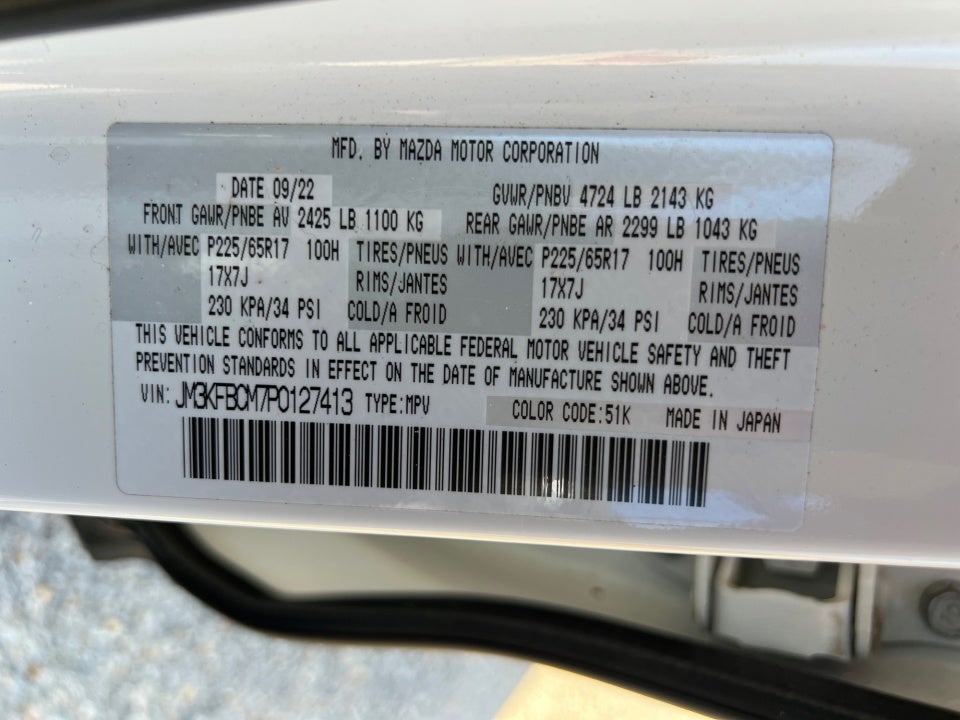 MFD. BY MAZDA MOTOR CORPORATION
DATE 09/22 GVWR/PNBV 4724 LB 2143 KG
FRONT GAWR/PNBE AV 2425 LB 1100 KG REAR GAWR/PNBE AR 2299 LB 1043 KG
WITH/AVEC P225/65R17 100H TIRES/PNEUS WITH/AVEC P225/65R17 100H TIRES/PNEUS
17X7J RIMS/JANTES 17X7J RIMS/JANTES
230 KPA/34 PSI COLD/A FROID 230 KPA/34 PSI COLD/A FROID
THIS VEHICLE CONFORMS TO ALL APPLICABLE FEDERAL MOTOR VEHICLE SAFETY AND THEFT
PREVENTION STANDARDS IN EFFECT ON THE DATE OF MANUFACTURE SHOWN ABOVE.
VIN: JM3KFBCM7P0127413 TYPE:MPV COLOR CODE:51K MADE IN JAPAN